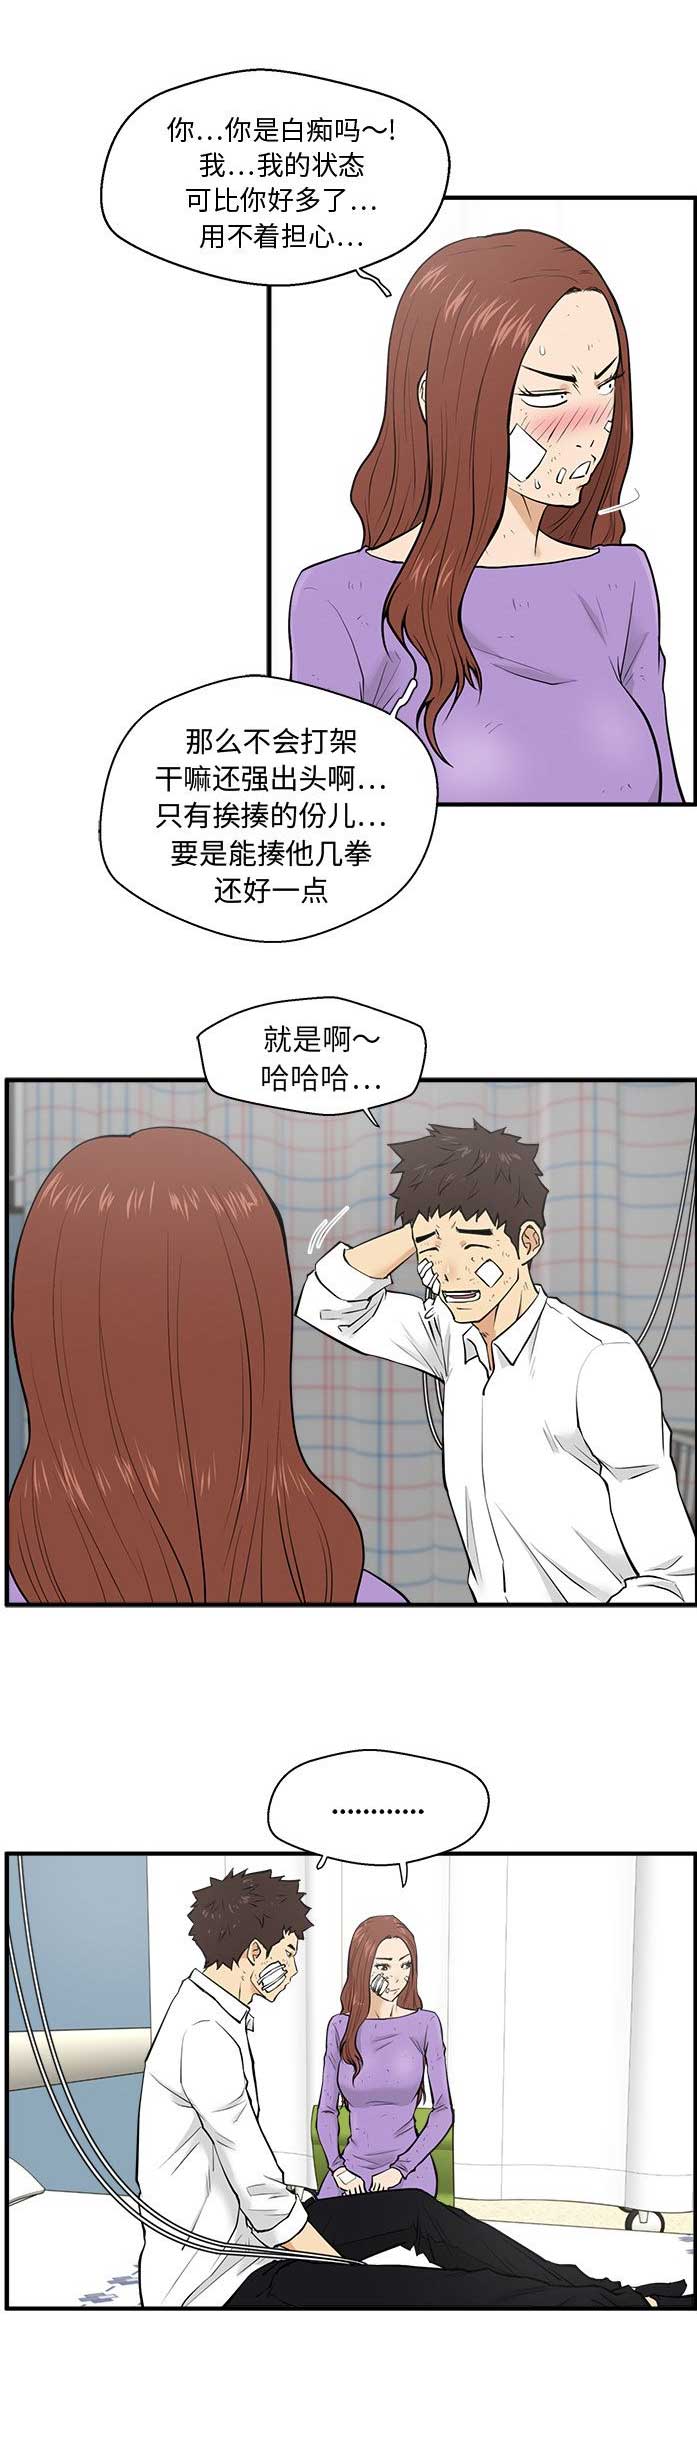 你...你是白痴吗～!
我...我的状态
可比你好多了...
用不着担心...
那么不会打架
干嘛还强出头啊...
只有挨揍的份儿...
要是能揍他几拳
还好一点
就是啊～
哈哈哈...
.............